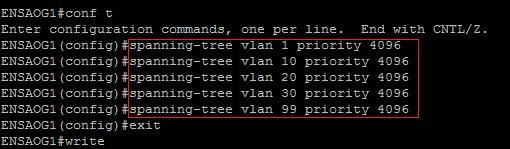 ENSAOG1#conf t
Enter configuration commands, one per line.  End with CNTL/Z.
ENSAOG1(config)#spanning-tree vlan 1 priority 4096
ENSAOG1(config)#spanning-tree vlan 10 priority 4096
ENSAOG1(config)#spanning-tree vlan 20 priority 4096
ENSAOG1(config)#spanning-tree vlan 30 priority 4096
ENSAOG1(config)#spanning-tree vlan 99 priority 4096
ENSAOG1(config)#exit
ENSAOG1#write